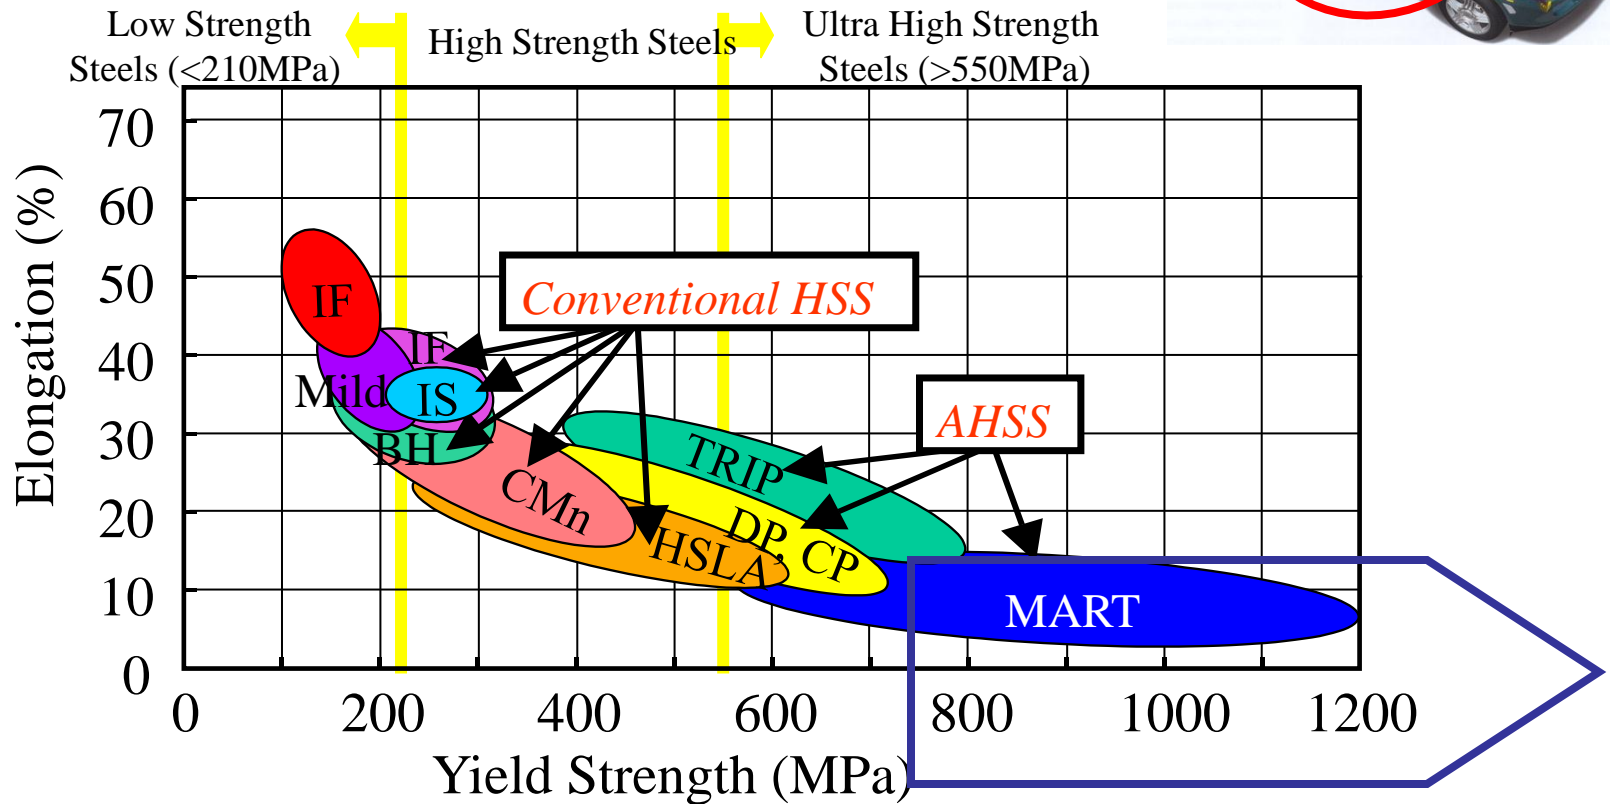 Low Strength
Steels (<210MPa)
High Strength Steels
Ultra High Strength
Steels (>550MPa)
Elongation (%)
70
60
50
40
30
20
10
0
IF
Mild
IF
IS
BH
CMn
Conventional HSS
HSLA
TRIP
DP, CP
AHSS
MART
0
200
400
600
800
1000
1200
Yield Strength (MPa)